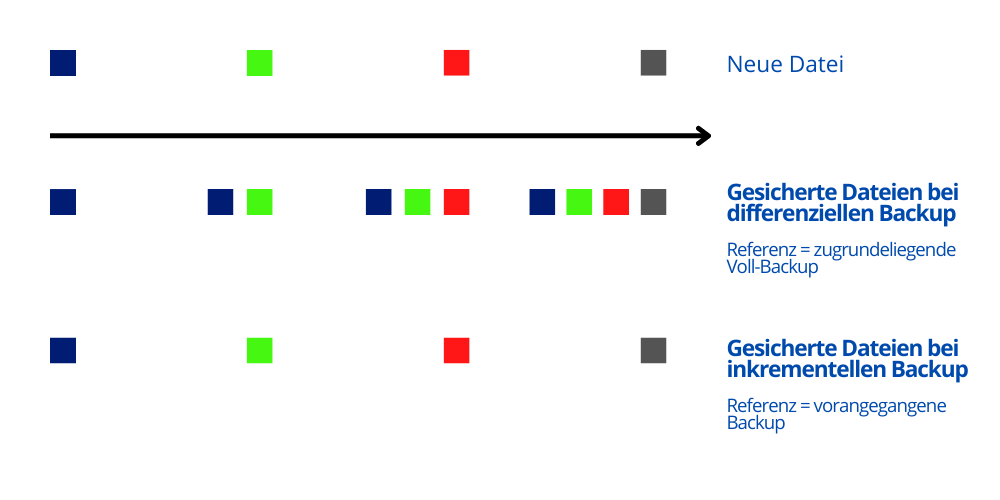 Neue Datei
Gesicherte Dateien bei
differenziellen Backup
Referenz = zugrundeliegende
Voll-Backup
Gesicherte Dateien bei
inkrementellen Backup
Referenz = vorangegangene
Backup